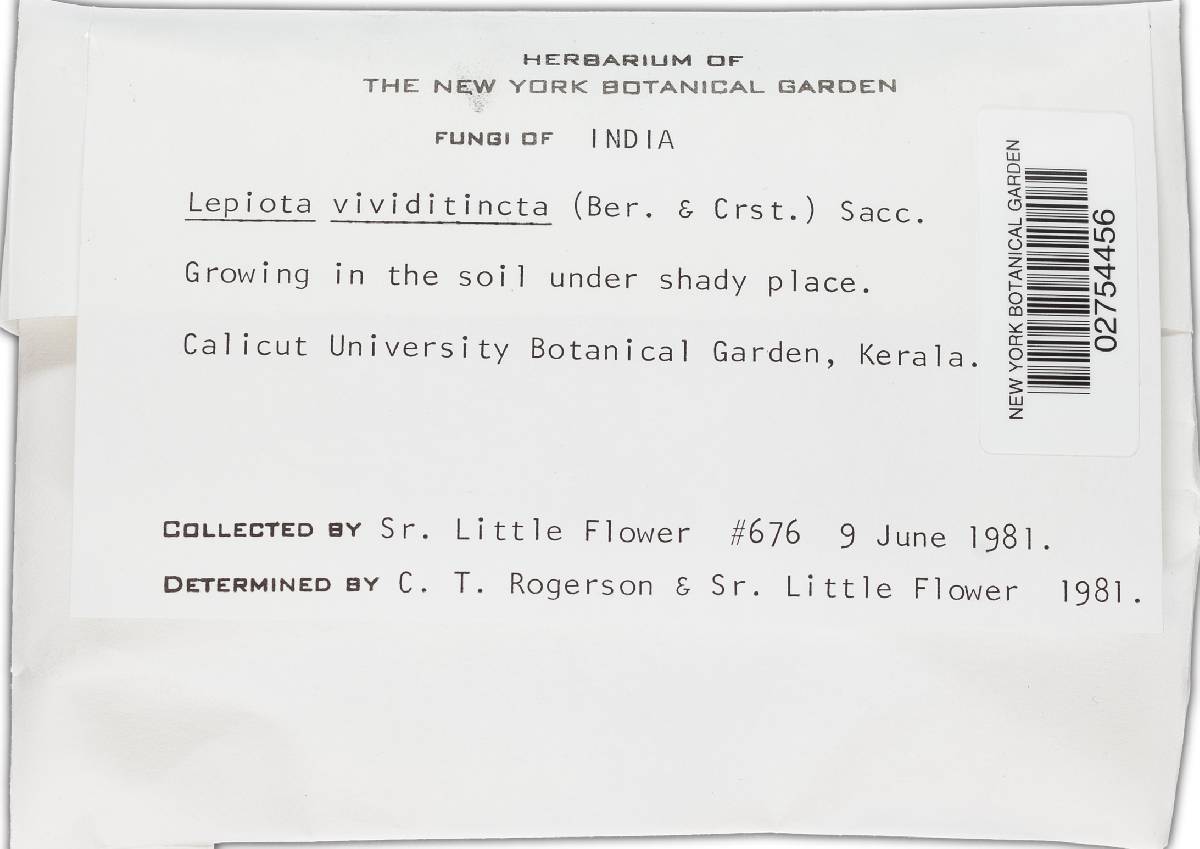 HERBARIUM OF
THE NEW YORK BOTANICAL GARDEN
FUNGI OF INDIA
Lepiota vividitincta (Ber. & Crst.) Sacc.
Growing in the soil under shady place.
Calicut University Botanical Garden, Kerala.
COLLECTED BY Sr. Little Flower #676 9 June 1981.
DETERMINED BY C. T. Rogerson & Sr. Little Flower 1981.
NEW YORK BOTANICAL GARDEN
02754456